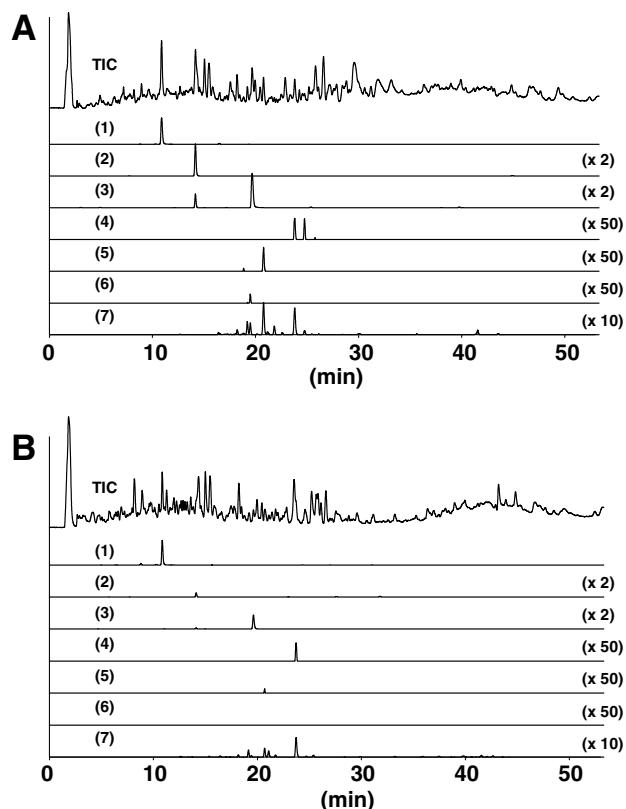 A
TIC
(1)
(2) (x 2)
(3) (x 2)
(4) (x 50)
(5) (x 50)
(6) (x 50)
(7) (x 10)
0 10 20 30 40 50
(min)
B
TIC
(1)
(2) (x 2)
(3) (x 2)
(4) (x 50)
(5) (x 50)
(6) (x 50)
(7) (x 10)
0 10 20 30 40 50
(min)